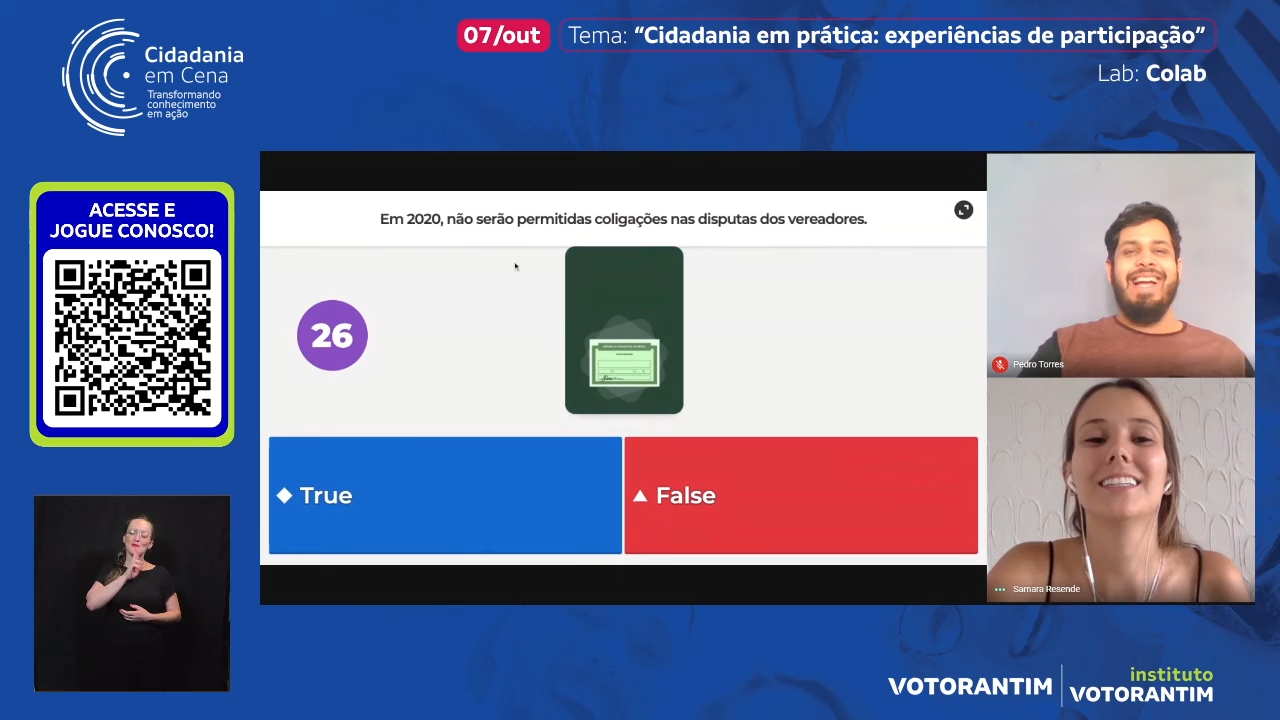 Cidadania
em Cena
Transformando
conhecimento
em ação
07/out
Tema: “Cidadania em prática: experiências de participação”
Lab: Colab
ACESSE E
JOGUE CONOSCO!
Em 2020, não serão permitidas coligações nas disputas dos vereadores.
26
True
False
Pedro Torres
Samara Resende
VOTORANTIM
instituto
VOTORANTIM